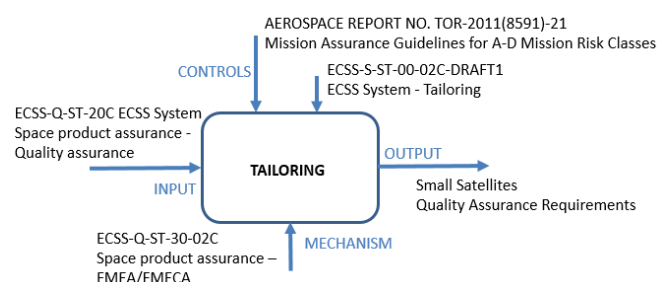 AEROSPACE REPORT NO. TOR-2011(8591)-21
Mission Assurance Guidelines for A-D Mission Risk Classes
CONTROLS
ECSS-S-ST-00-02C-DRAFT1
ECSS System - Tailoring
ECSS-Q-ST-20C ECSS System
Space product assurance -
Quality assurance
INPUT
TAILORING
OUTPUT
Small Satellites
Quality Assurance Requirements
ECSS-Q-ST-30-02C
Space product assurance –
FMEA/FMECA
MECHANISM